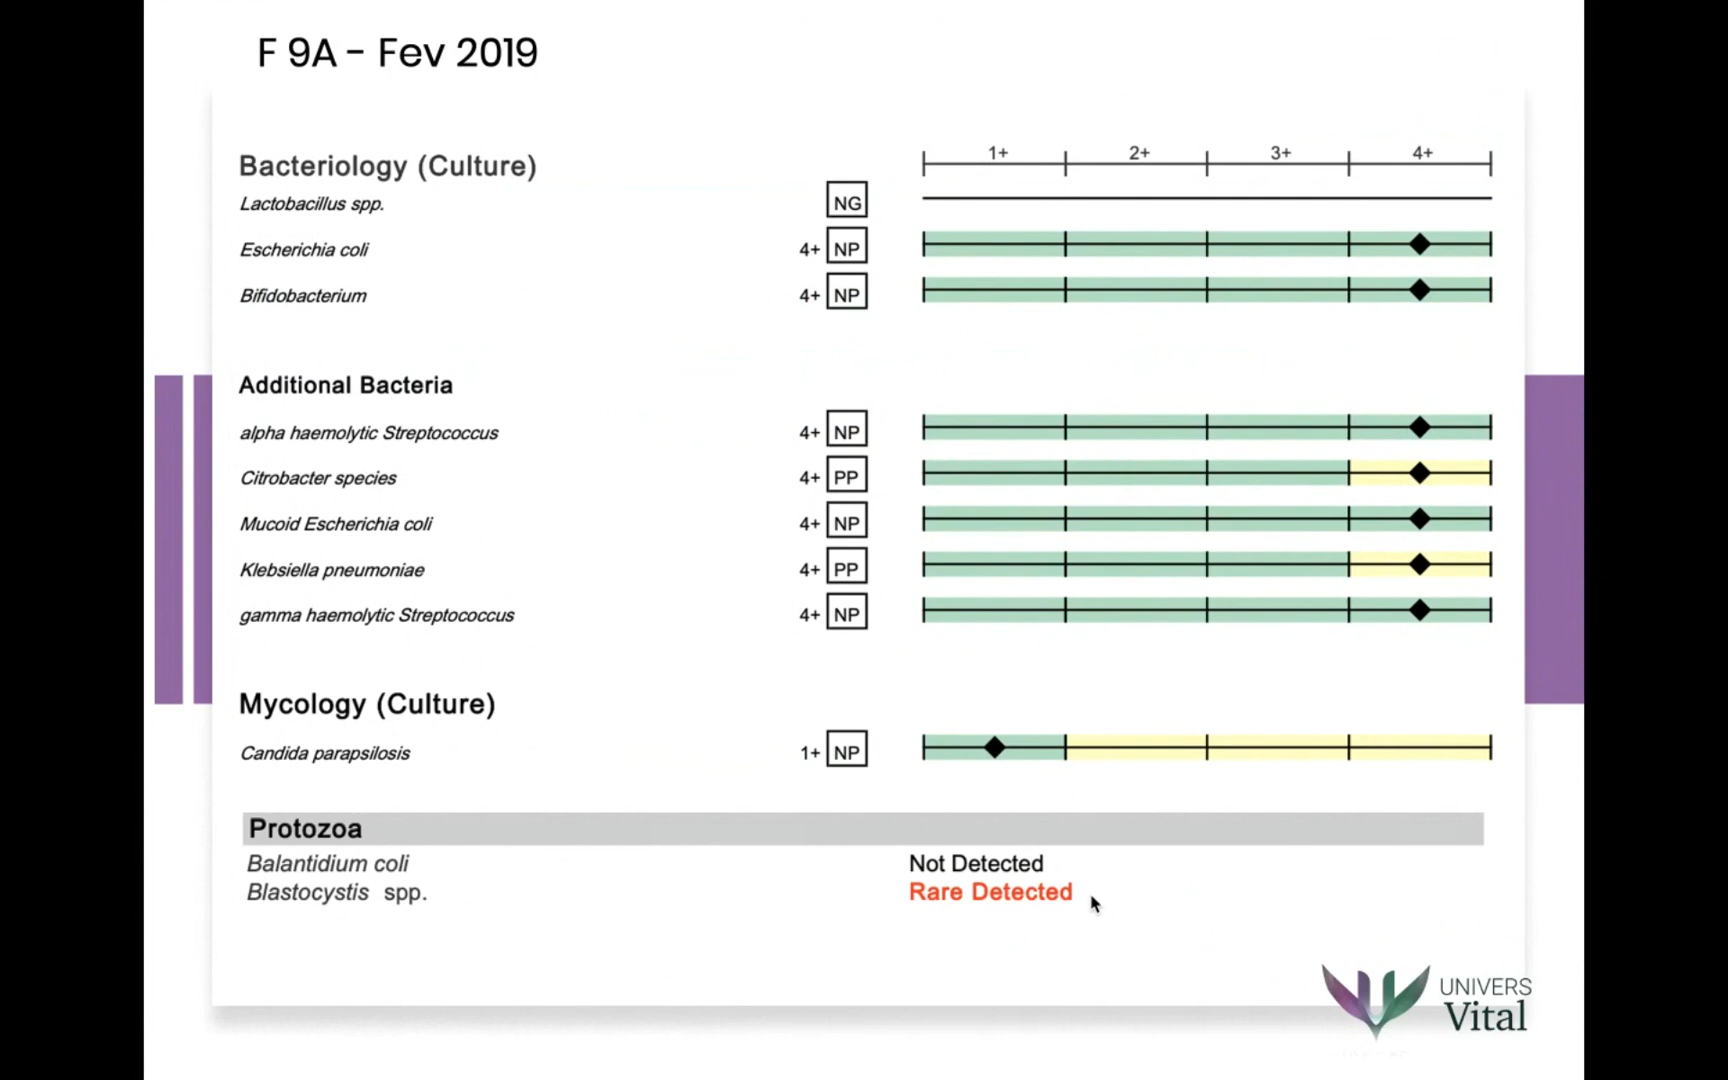 F 9A - Fev 2019
Bacteriology (Culture)
1+ 2+ 3+ 4+
Lactobacillus spp. NG
Escherichia coli 4+ NP
Bifidobacterium 4+ NP
Additional Bacteria
alpha haemolytic Streptococcus 4+ NP
Citrobacter species 4+ PP
Mucoid Escherichia coli 4+ NP
Klebsiella pneumoniae 4+ PP
gamma haemolytic Streptococcus 4+ NP
Mycology (Culture)
Candida parapsilosis 1+ NP
Protozoa
Balantidium coli Not Detected
Blastocystis spp. Rare Detected
UNIVERS
Vital